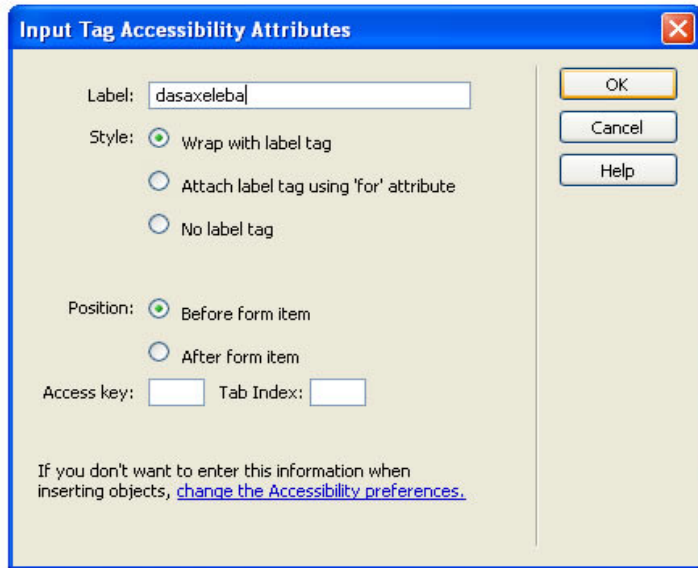 Input Tag Accessibility Attributes
Label: dasaxeleba
OK
Style: Wrap with label tag
Cancel
Attach label tag using 'for' attribute
Help
No label tag
Position: Before form item
After form item
Access key: Tab Index:
If you don't want to enter this information when
inserting objects, change the Accessibility preferences.